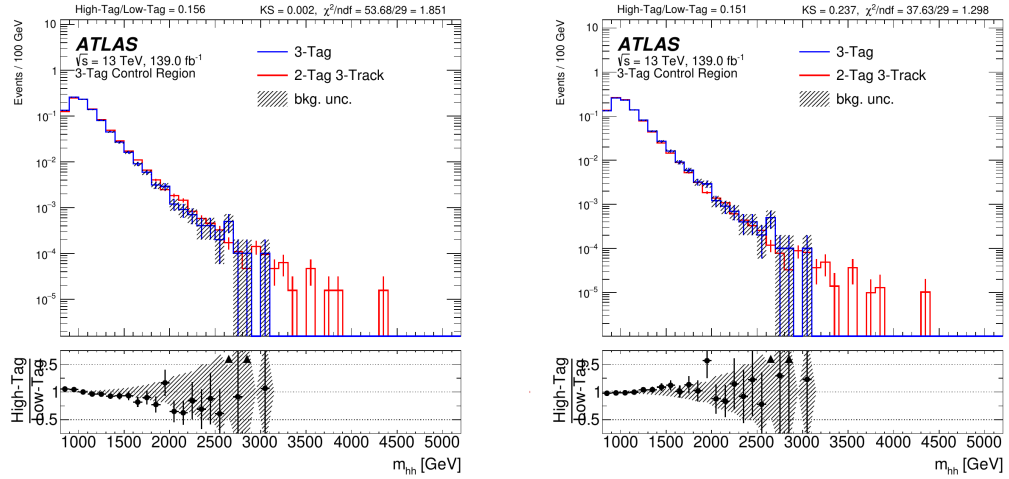 High-Tag/Low-Tag = 0.156
KS = 0.002, χ²/ndf = 53.68/29 = 1.851
Events / 100 GeV
1
10⁻¹
10⁻²
10⁻³
10⁻⁴
10⁻⁵
ATLAS
√s = 13 TeV, 139.0 fb⁻¹
3-Tag Control Region
3-Tag
2-Tag 3-Track
bkg. unc.
High-Tag
Low-Tag
1
0.5
1000 1500 2000 2500 3000 3500 4000 4500 5000
m_hh [GeV]
High-Tag/Low-Tag = 0.151
KS = 0.237, χ²/ndf = 37.63/29 = 1.298
Events / 100 GeV
1
10⁻¹
10⁻²
10⁻³
10⁻⁴
10⁻⁵
ATLAS
√s = 13 TeV, 139.0 fb⁻¹
3-Tag Control Region
3-Tag
2-Tag 3-Track
bkg. unc.
High-Tag
Low-Tag
1
0.5
1000 1500 2000 2500 3000 3500 4000 4500 5000
m_hh [GeV]